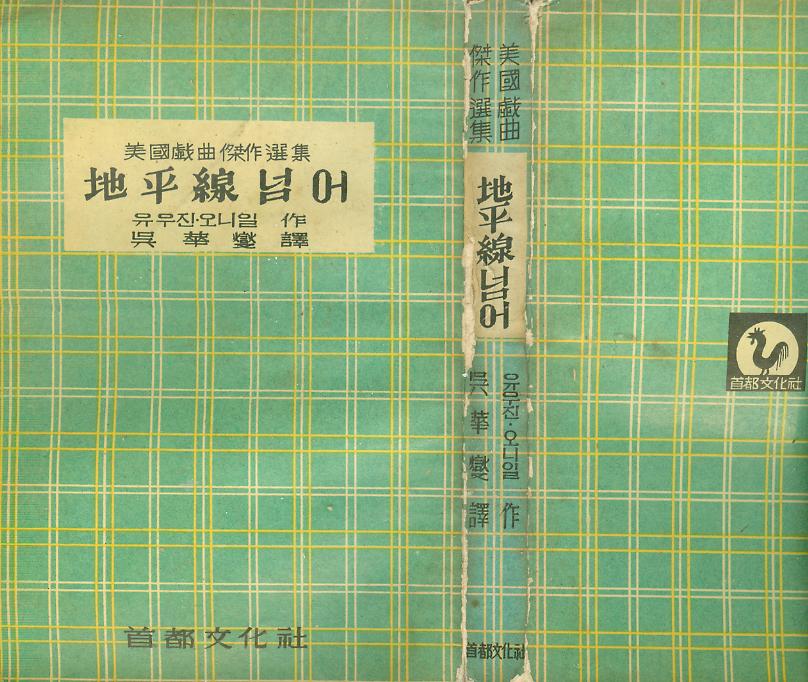 美國戲曲傑作選集
地平線 넘어
유우진·오니일 作
吳華燮 譯
首都文化社
美國戲曲
傑作選集
地平線넘어
유우진·오니일 作
吳華燮 譯
首都文化社
首都文化社